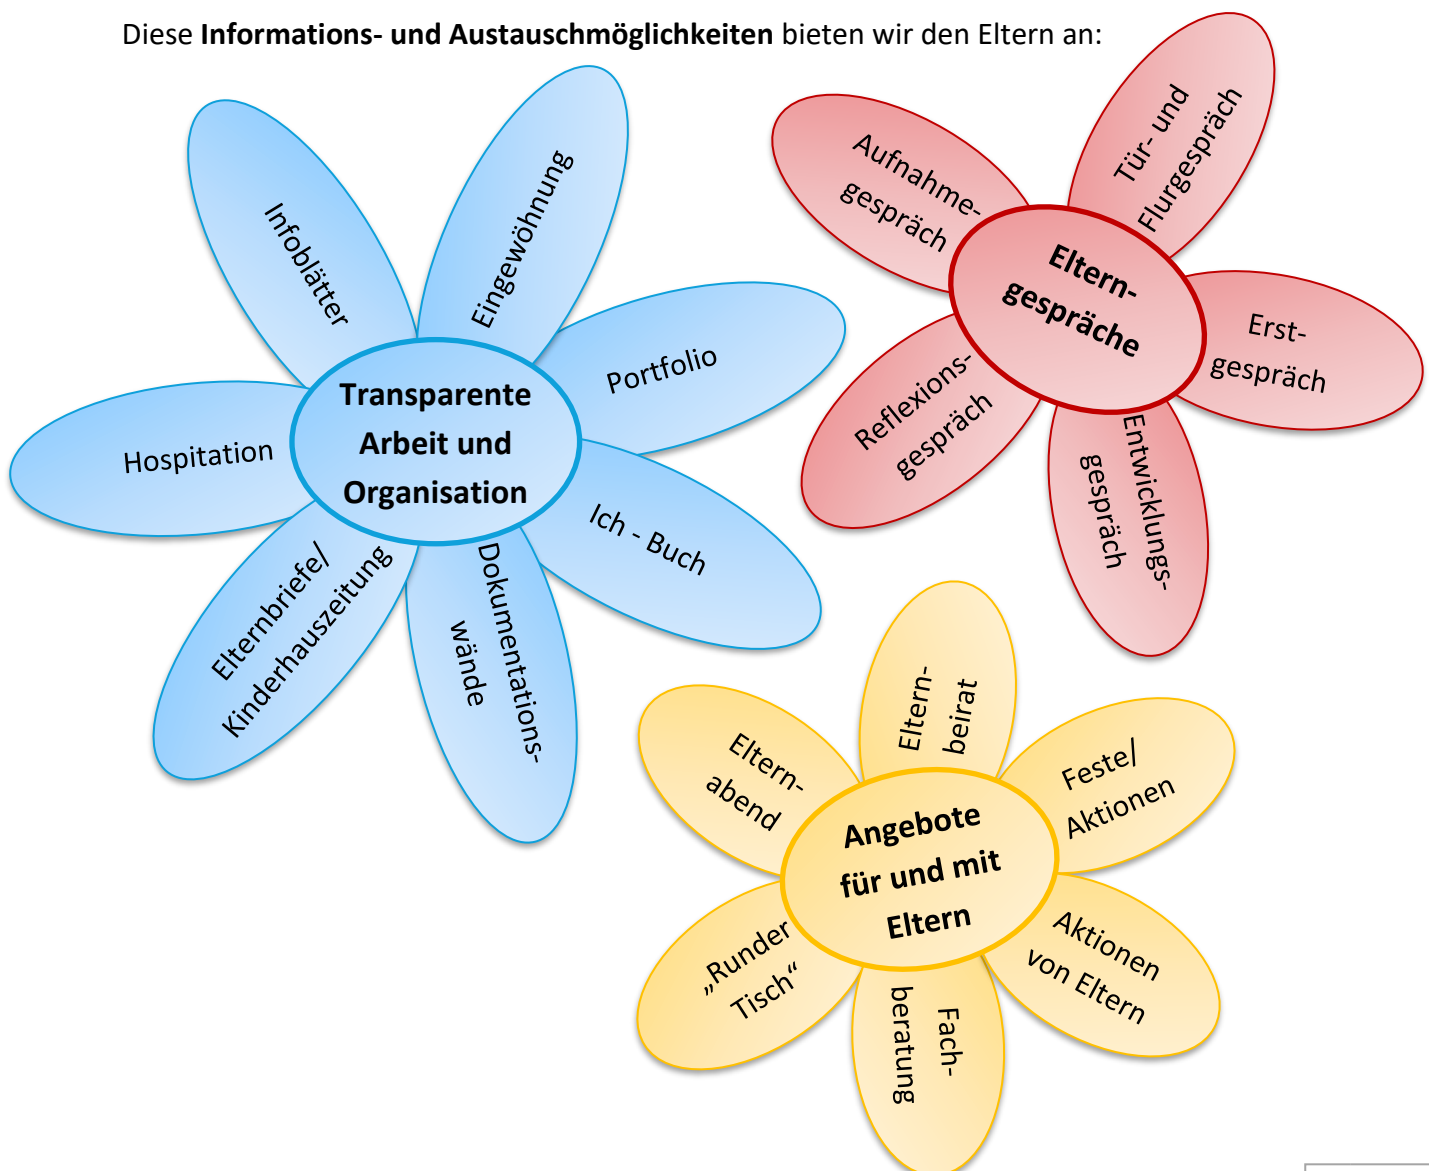 Diese Informations- und Austauschmöglichkeiten bieten wir den Eltern an:
Transparente
Arbeit und
Organisation
Infoblätter
Eingewöhnung
Portfolio
Ich - Buch
Dokumentations-
wände
Elternbriefe/
Kinderhauszeitung
Hospitation
Eltern-
gespräche
Aufnahme-
gespräch
Tür- und
Flurgespräch
Erst-
gespräch
Entwicklungs-
gespräch
Reflexions-
gespräch
Angebote
für und mit
Eltern
Eltern-
abend
Eltern-
beirat
Feste/
Aktionen
Aktionen
von Eltern
Fach-
beratung
„Runder
Tisch“